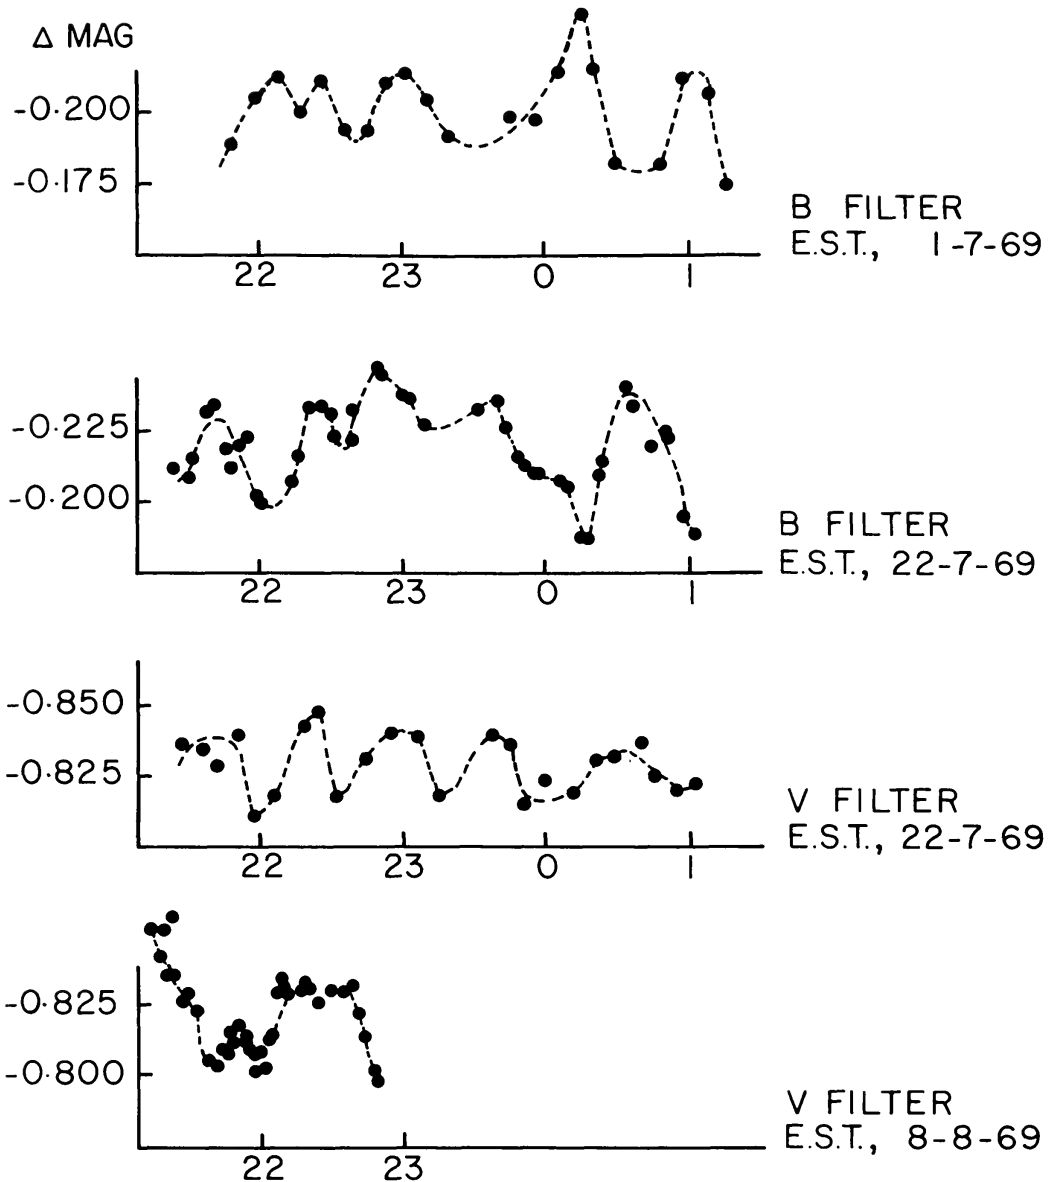 Δ MAG
-0.200
-0.175
22 23 0 1
B FILTER
E.S.T., 1-7-69
-0.225
-0.200
22 23 0 1
B FILTER
E.S.T., 22-7-69
-0.850
-0.825
22 23 0 1
V FILTER
E.S.T., 22-7-69
-0.825
-0.800
22 23
V FILTER
E.S.T., 8-8-69